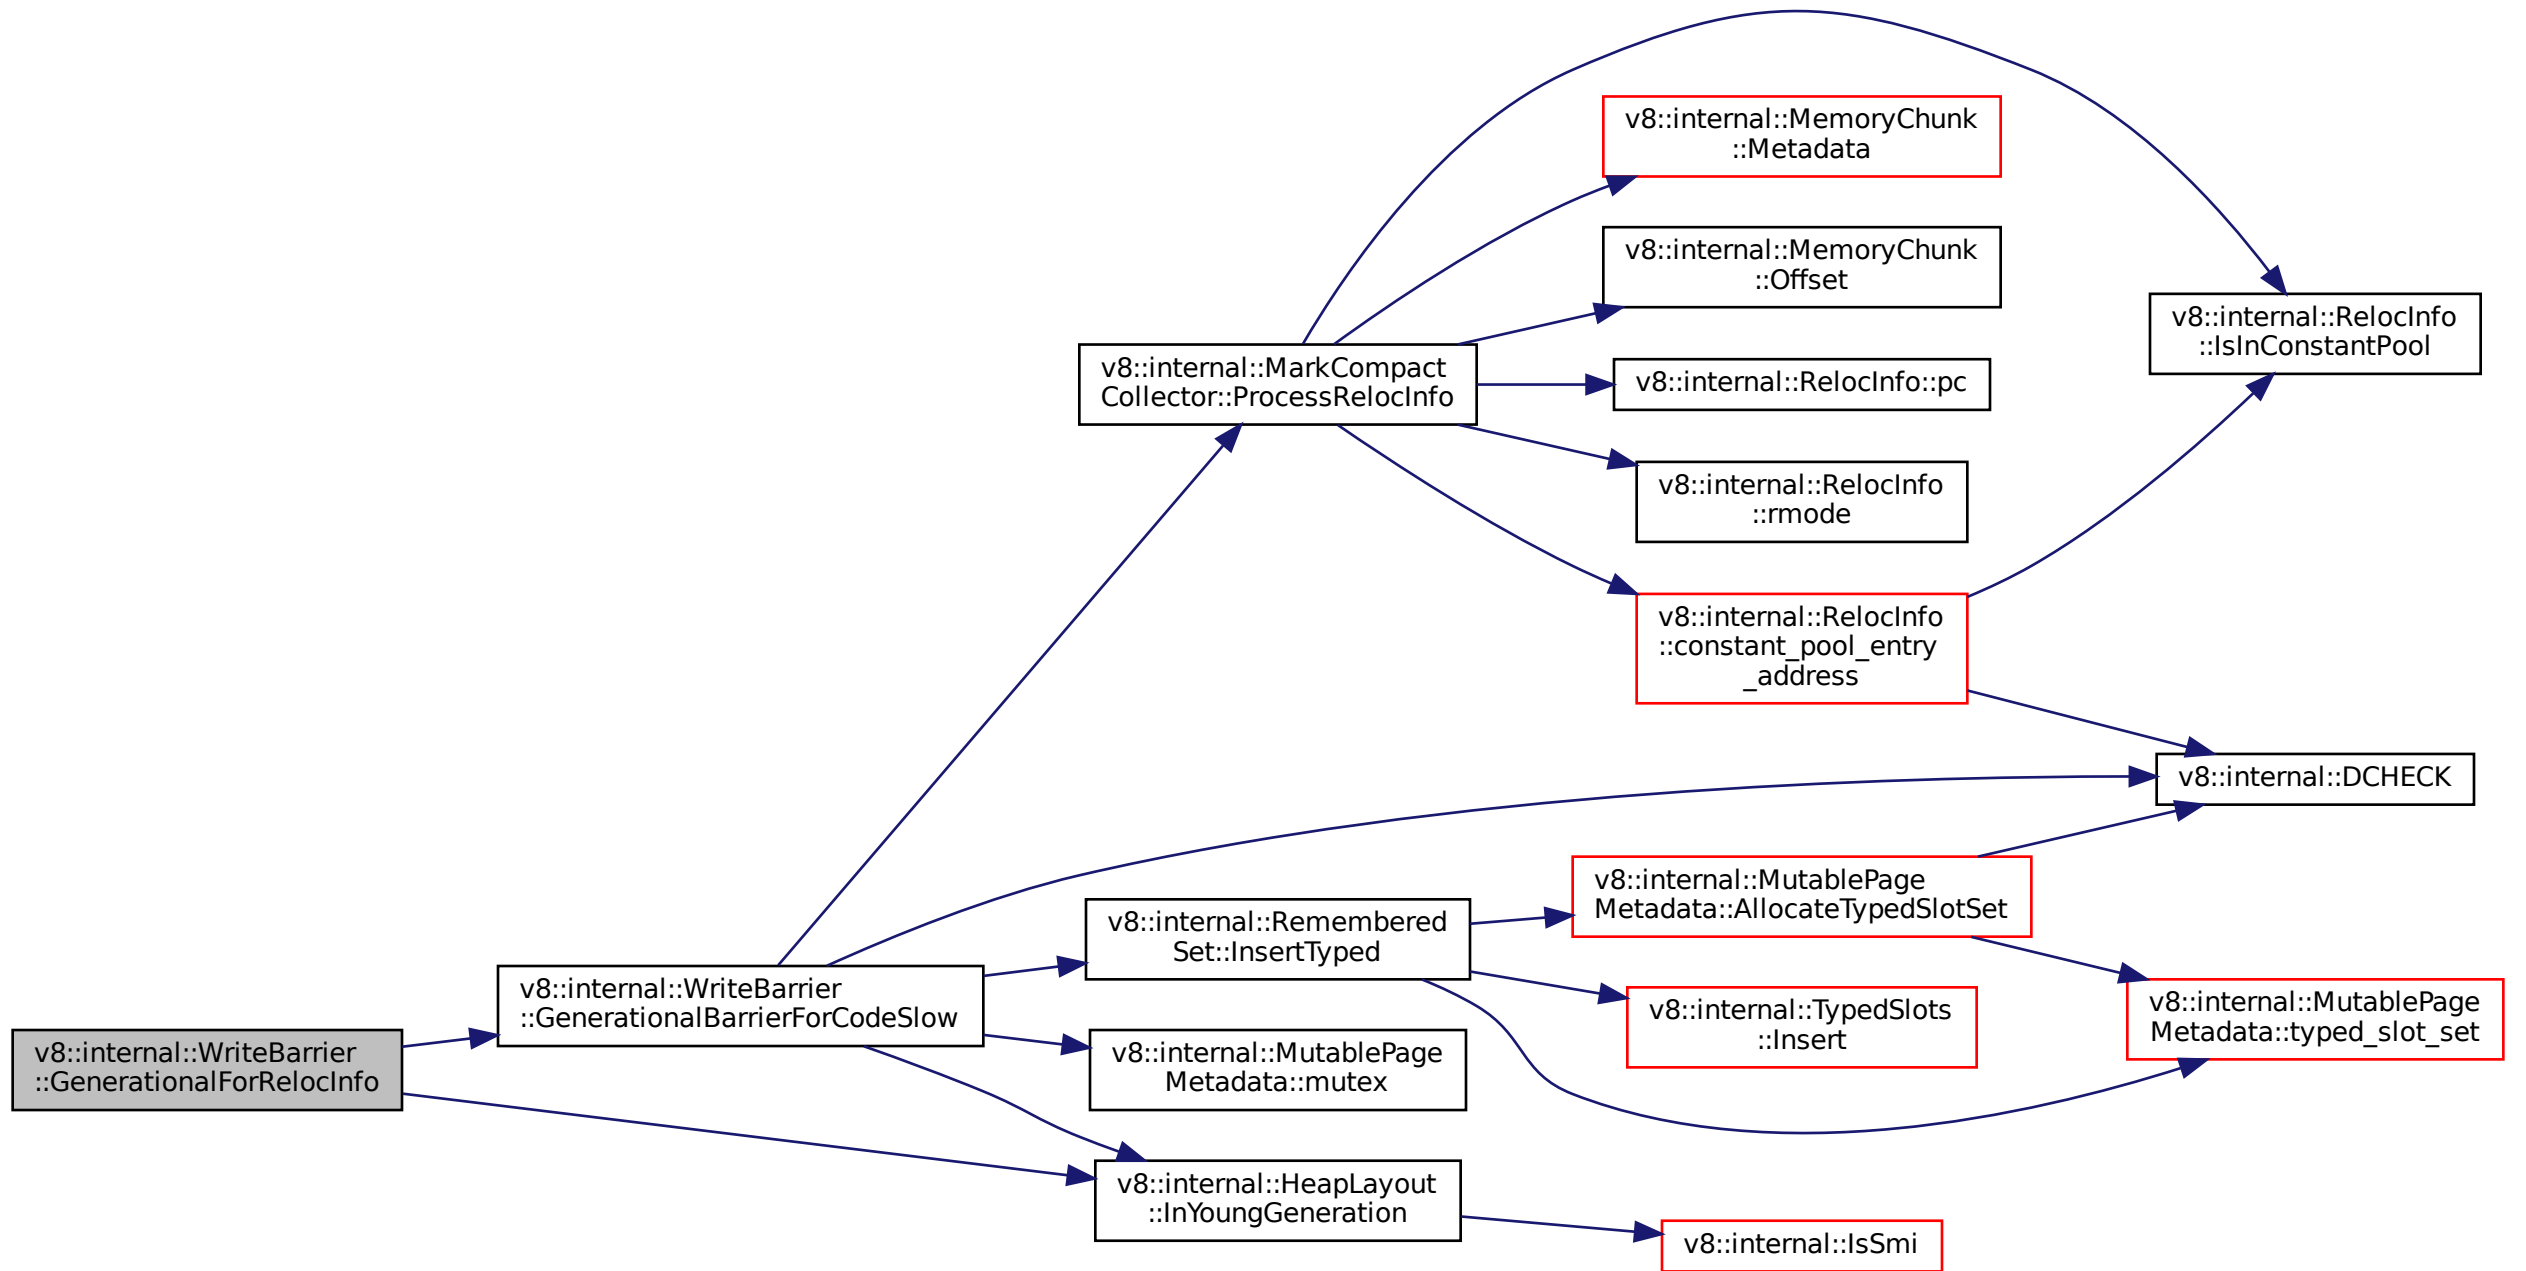 v8::internal::WriteBarrier
::GenerationalForRelocInfo
v8::internal::WriteBarrier
::GenerationalBarrierForCodeSlow
v8::internal::MarkCompact
Collector::ProcessRelocInfo
v8::internal::Remembered
Set::InsertTyped
v8::internal::MutablePage
Metadata::mutex
v8::internal::HeapLayout
::InYoungGeneration
v8::internal::MemoryChunk
::Metadata
v8::internal::MemoryChunk
::Offset
v8::internal::RelocInfo::pc
v8::internal::RelocInfo
::rmode
v8::internal::RelocInfo
::constant_pool_entry
_address
v8::internal::MutablePage
Metadata::AllocateTypedSlotSet
v8::internal::TypedSlots
::Insert
v8::internal::IsSmi
v8::internal::RelocInfo
::IsInConstantPool
v8::internal::DCHECK
v8::internal::MutablePage
Metadata::typed_slot_set